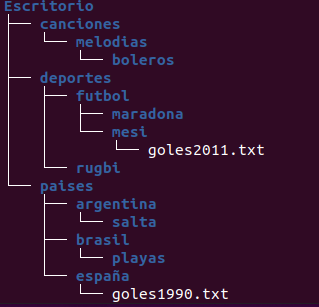 Escritorio
canciones
melodias
boleros
deportes
futbol
maradona
mesi
goles2011.txt
rugbi
paises
argentina
salta
brasil
playas
españa
goles1990.txt